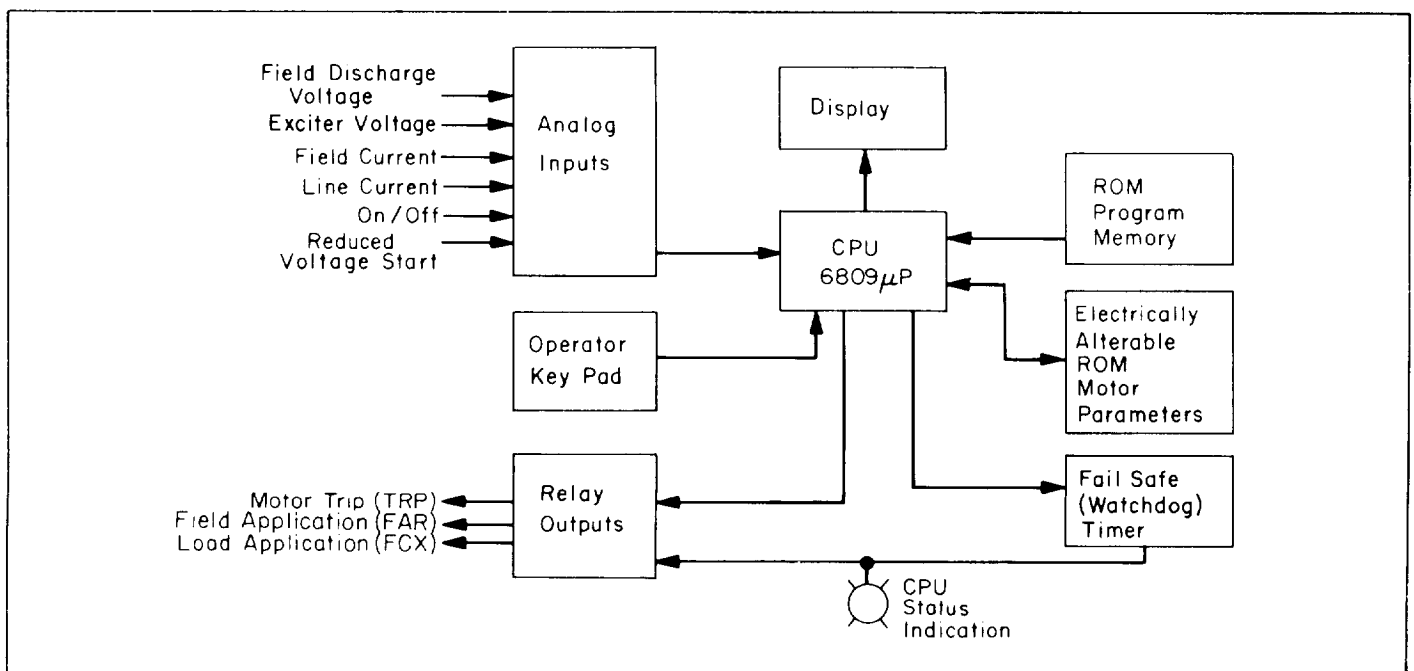 Field Discharge
Voltage
Exciter Voltage
Field Current
Line Current
On/Off
Reduced
Voltage Start
Analog
Inputs
Display
ROM
Program
Memory
CPU
6809μP
Operator
Key Pad
Electrically
Alterable
ROM
Motor
Parameters
Motor Trip (TRP)
Field Application (FAR)
Load Application (FCX)
Relay
Outputs
Fail Safe
(Watchdog)
Timer
CPU
Status
Indication